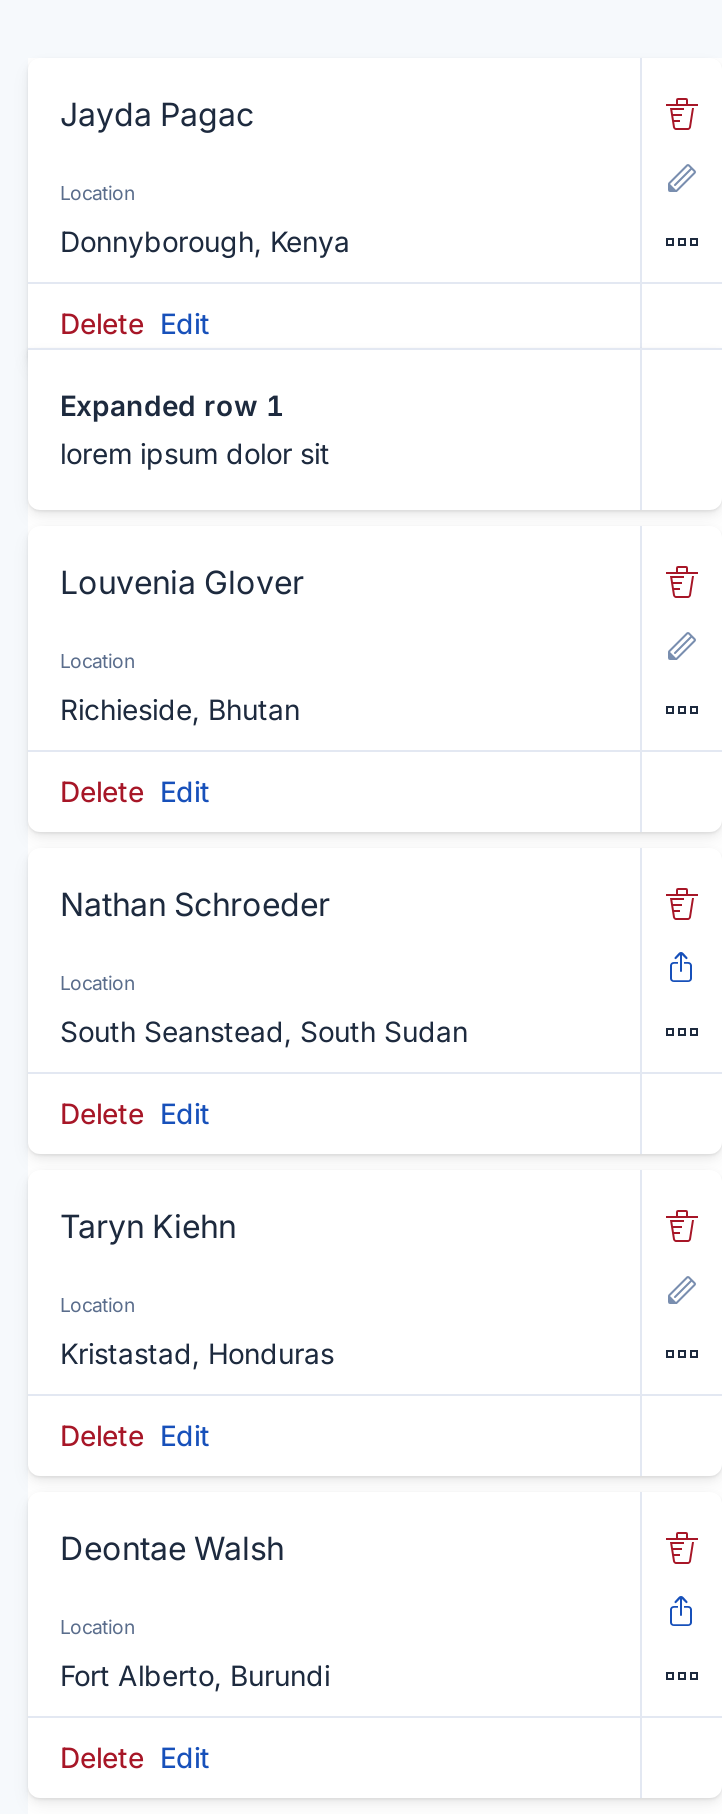 Jayda Pagac
Location
Donnyborough, Kenya
Delete Edit
Expanded row 1
lorem ipsum dolor sit
Louvenia Glover
Location
Richieside, Bhutan
Delete Edit
Nathan Schroeder
Location
South Seanstead, South Sudan
Delete Edit
Taryn Kiehn
Location
Kristastad, Honduras
Delete Edit
Deontae Walsh
Location
Fort Alberto, Burundi
Delete Edit